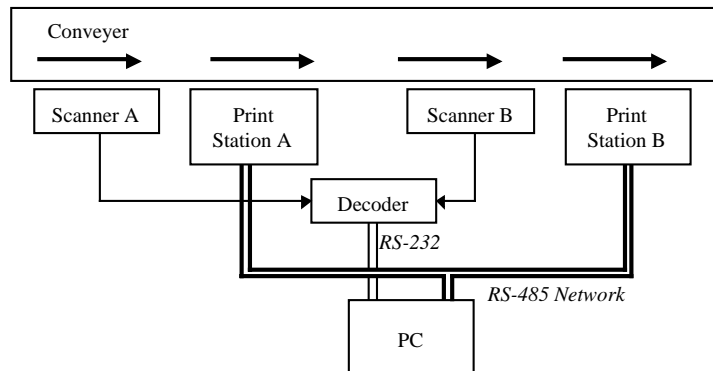 Conveyer
Scanner A
Print
Station A
Scanner B
Print
Station B
Decoder
RS-232
RS-485 Network
PC